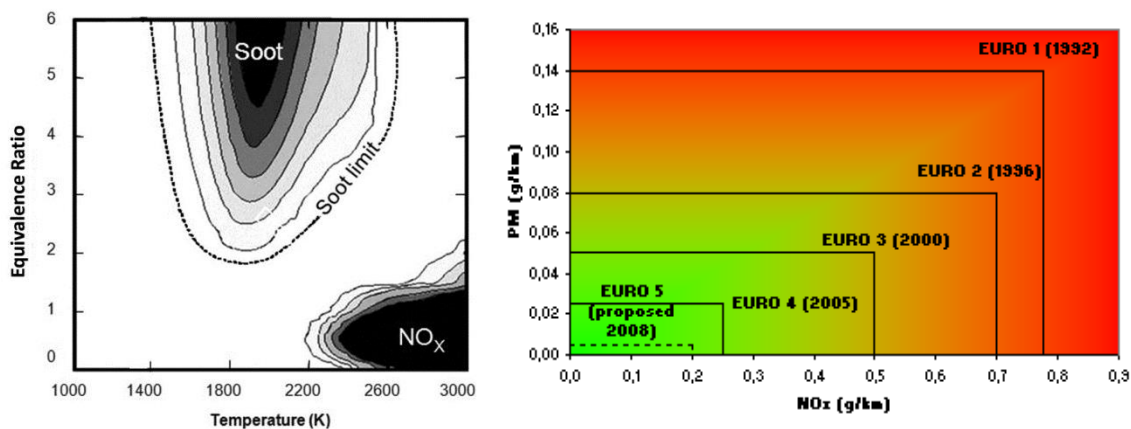 6
5
4
3
2
1
0
Equivalence Ratio
Soot
Soot limit
NOX
1000 1400 1800 2200 2600 3000
Temperature (K)
0,16
0,14
0,12
0,10
0,08
0,06
0,04
0,02
0,00
PM (g/km)
EURO 1 (1992)
EURO 2 (1996)
EURO 3 (2000)
EURO 4 (2005)
EURO 5
(proposed
2008)
0,0 0,1 0,2 0,3 0,4 0,5 0,6 0,7 0,8 0,9
NOx (g/km)